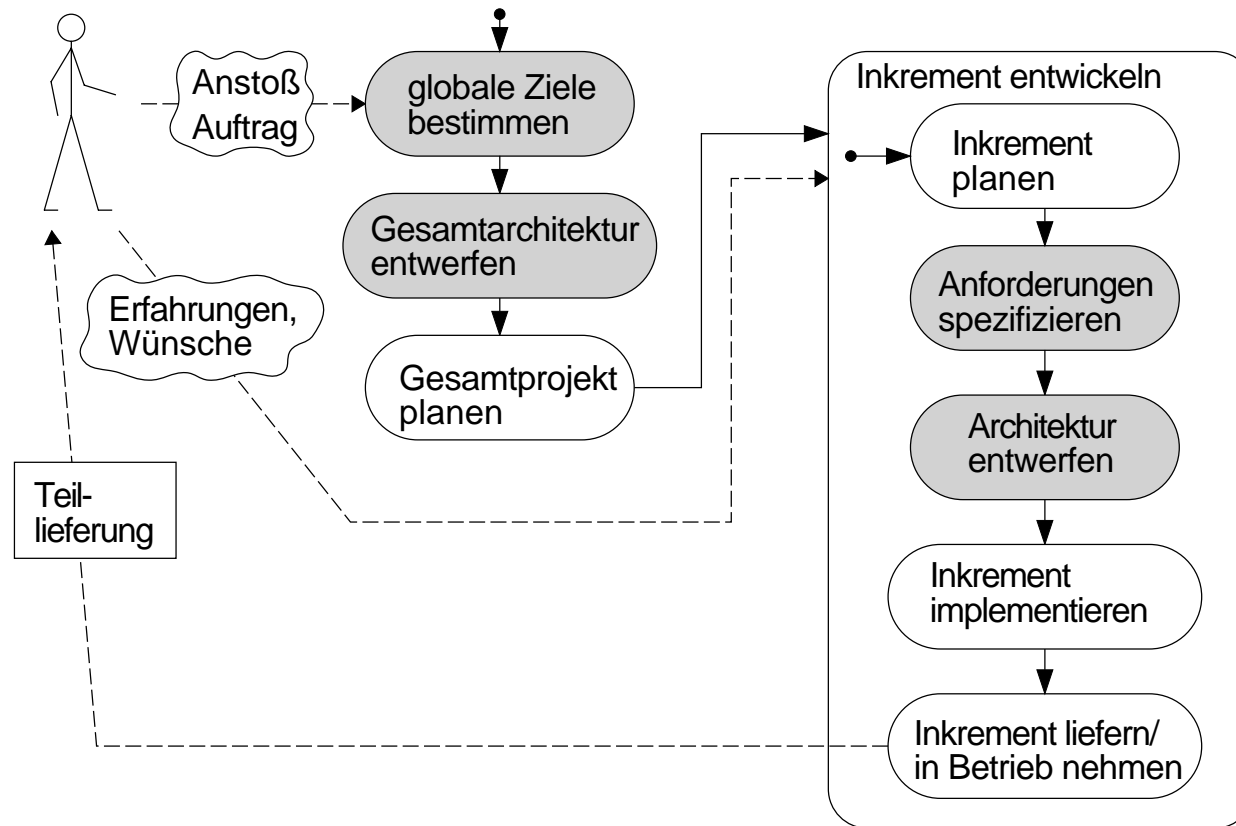 Anstoß
Auftrag
globale Ziele
bestimmen
Gesamtarchitektur
entwerfen
Gesamtprojekt
planen
Erfahrungen,
Wünsche
Teil-
lieferung
Inkrement entwickeln
Inkrement
planen
Anforderungen
spezifizieren
Architektur
entwerfen
Inkrement
implementieren
Inkrement liefern/
in Betrieb nehmen